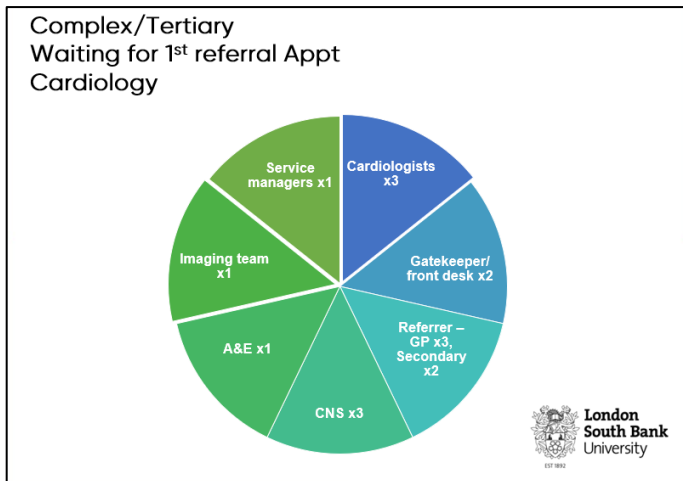 Complex/Tertiary
Waiting for 1st referral Appt
Cardiology
Service
managers x1
Cardiologists
x3
Imaging team
x1
Gatekeeper/
front desk x2
A&E x1
Referrer –
GP x3,
Secondary
x2
CNS x3
London
South Bank
University
EST 1892